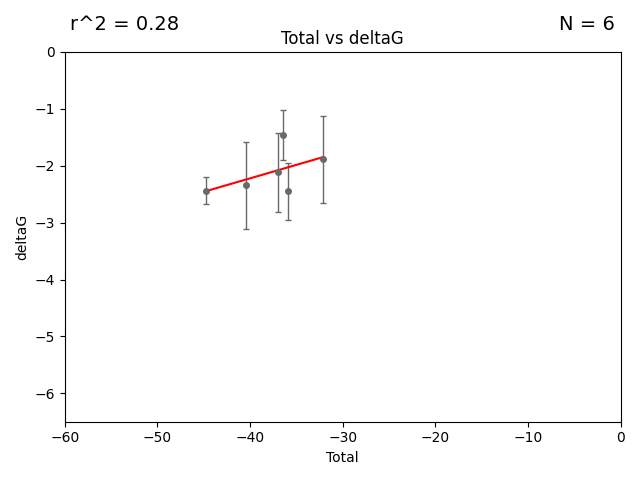 r^2 = 0.28
N = 6
Total vs deltaG
0
−1
−2
−3
−4
−5
−6
deltaG
−60
−50
−40
−30
−20
−10
0
Total